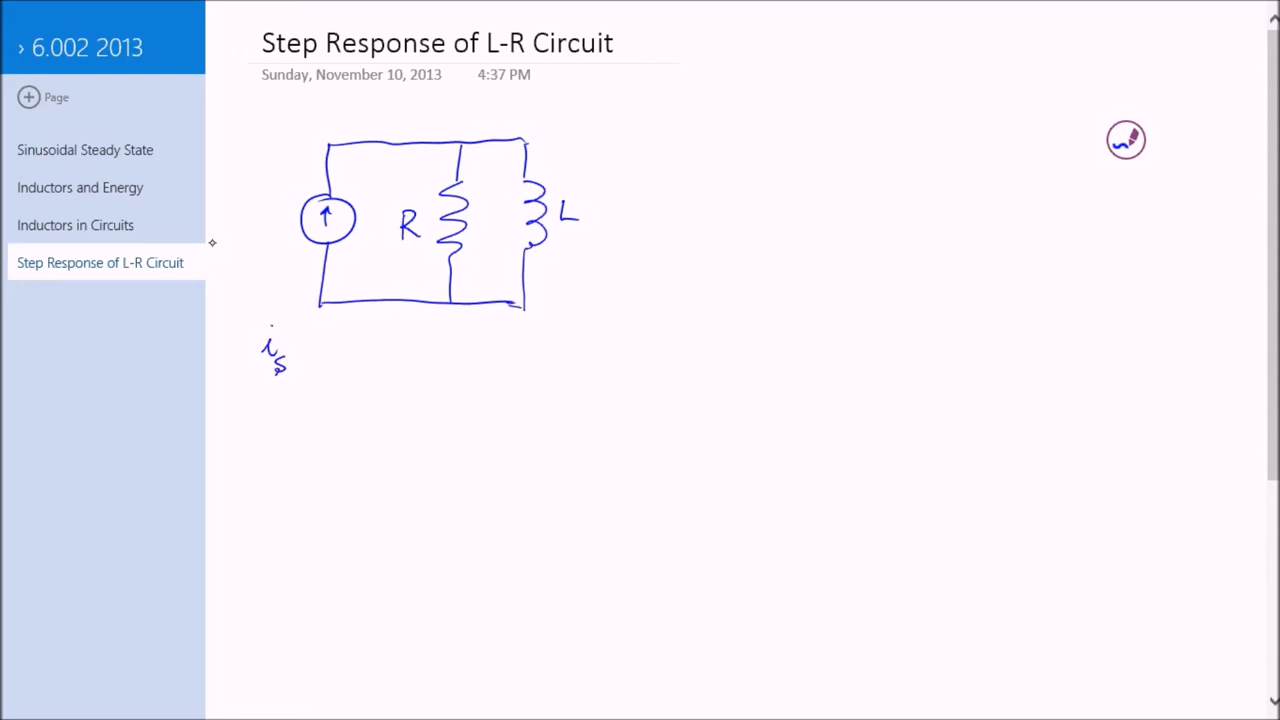 › 6.002 2013
Page
Sinusoidal Steady State
Inductors and Energy
Inductors in Circuits
Step Response of L-R Circuit
Step Response of L-R Circuit
Sunday, November 10, 2013 4:37 PM
R
L
i_s